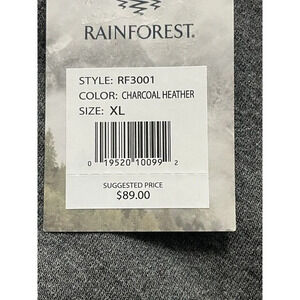 RAINFOREST.
STYLE: RF3001
COLOR: CHARCOAL HEATHER
SIZE: XL
0 19520 10099 2
SUGGESTED PRICE
$89.00